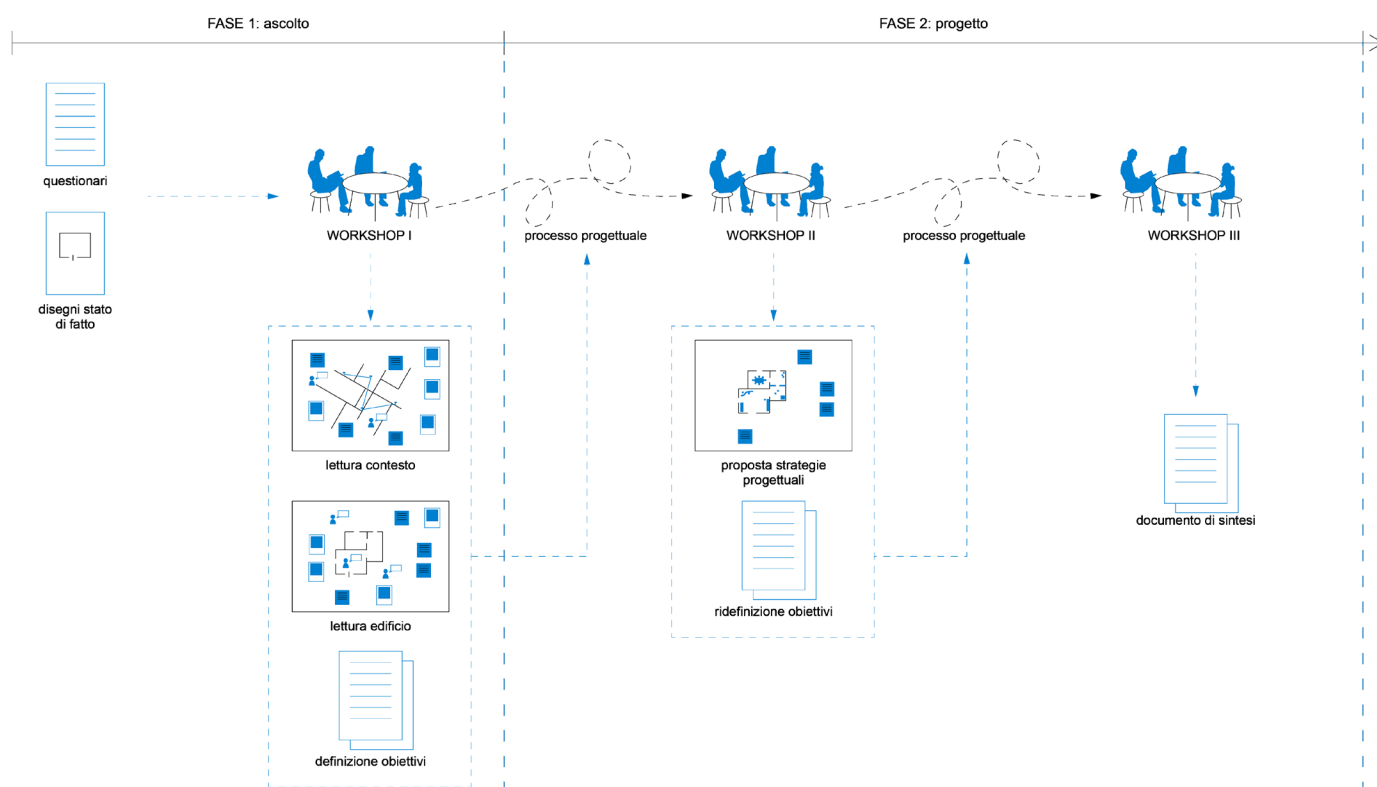 FASE 1: ascolto
FASE 2: progetto
questionari
disegni stato
di fatto
WORKSHOP I
processo progettuale
WORKSHOP II
processo progettuale
WORKSHOP III
lettura contesto
lettura edificio
definizione obiettivi
proposta strategie
progettuali
ridefinizione obiettivi
documento di sintesi